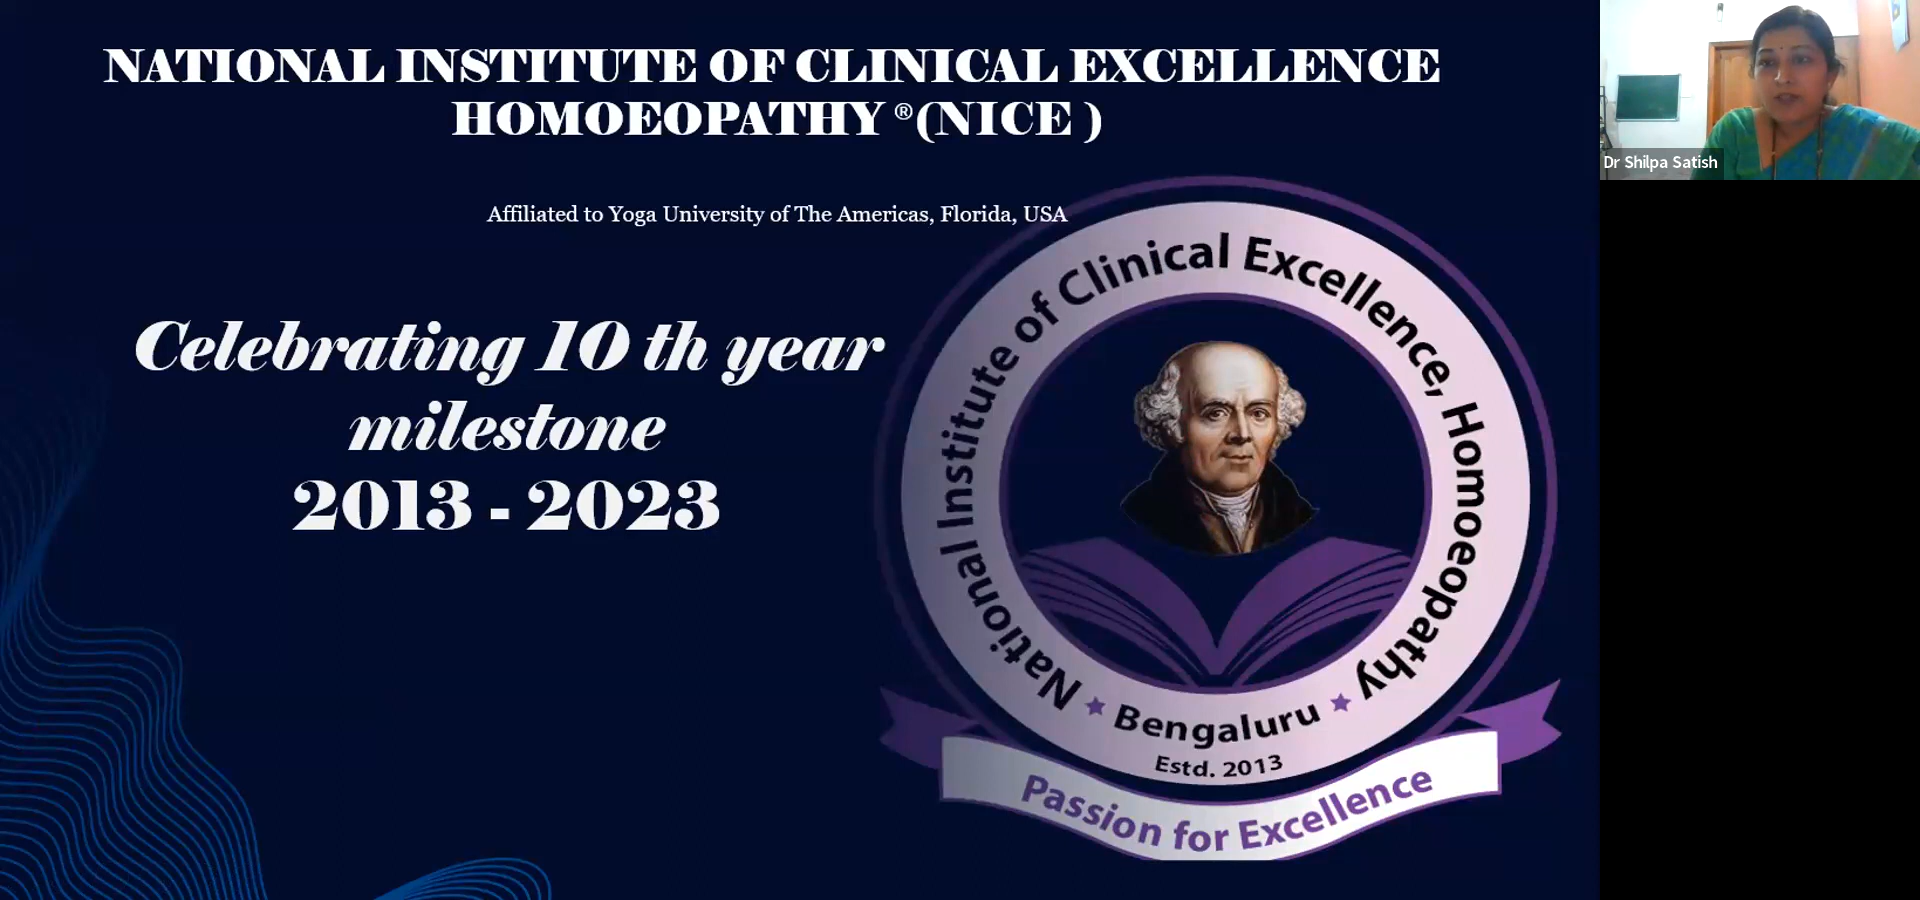 NATIONAL INSTITUTE OF CLINICAL EXCELLENCE
HOMOEOPATHY ®(NICE )
Dr Shilpa Satish
Affiliated to Yoga University of The Americas, Florida, USA
Celebrating 10 th year
milestone
2013 - 2023
National Institute of Clinical Excellence, Homoeopathy
Bengaluru
Estd. 2013
Passion for Excellence